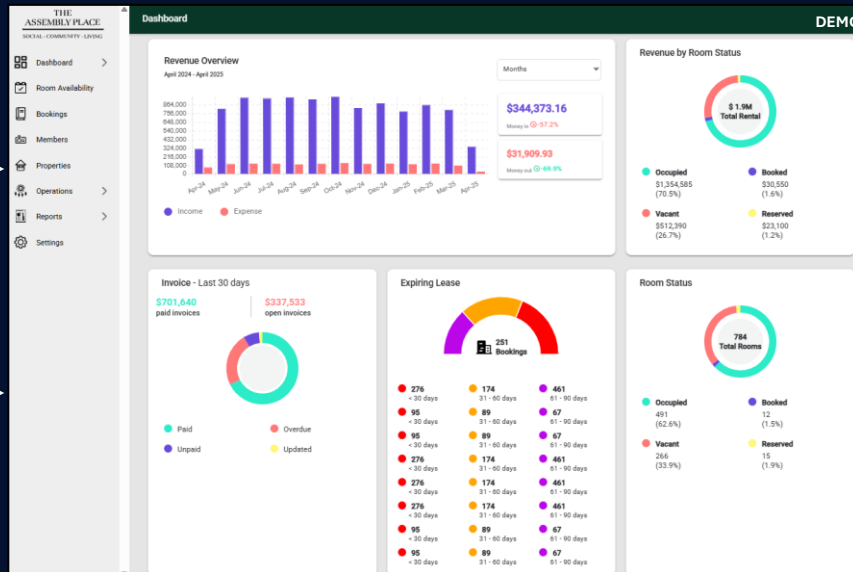 THE
ASSEMBLY PLACE
SOCIAL - COMMUNITY - LIVING
Dashboard
Room Availability
Bookings
Members
Properties
Operations
Reports
Settings
Dashboard
DEMO
Revenue Overview
April 2024 - April 2025
Months
864,000
756,000
648,000
540,000
432,000
324,000
216,000
108,000
0
Apr-24
May-24
Jun-24
Jul-24
Aug-24
Sep-24
Oct-24
Nov-24
Dec-24
Jan-25
Feb-25
Mar-25
Apr-25
Income
Expense
$344,373.16
Money in -57.2%
$31,909.93
Money out -69.9%
Revenue by Room Status
$ 1.9M
Total Rental
Occupied
$1,354,585
(70.5%)
Booked
$30,550
(1.6%)
Vacant
$512,390
(26.7%)
Reserved
$23,100
(1.2%)
Invoice - Last 30 days
$701,640
paid invoices
$337,533
open invoices
Paid
Overdue
Unpaid
Updated
Expiring Lease
251
Bookings
276 174 461
< 30 days 31 - 60 days 61 - 90 days
95 89 67
< 30 days 31 - 60 days 61 - 90 days
95 89 67
< 30 days 31 - 60 days 61 - 90 days
276 174 461
< 30 days 31 - 60 days 61 - 90 days
276 174 461
< 30 days 31 - 60 days 61 - 90 days
276 174 461
< 30 days 31 - 60 days 61 - 90 days
95 89 67
< 30 days 31 - 60 days 61 - 90 days
95 89 67
< 30 days 31 - 60 days 61 - 90 days
Room Status
784
Total Rooms
Occupied
491
(62.6%)
Booked
12
(1.5%)
Vacant
266
(33.9%)
Reserved
15
(1.9%)